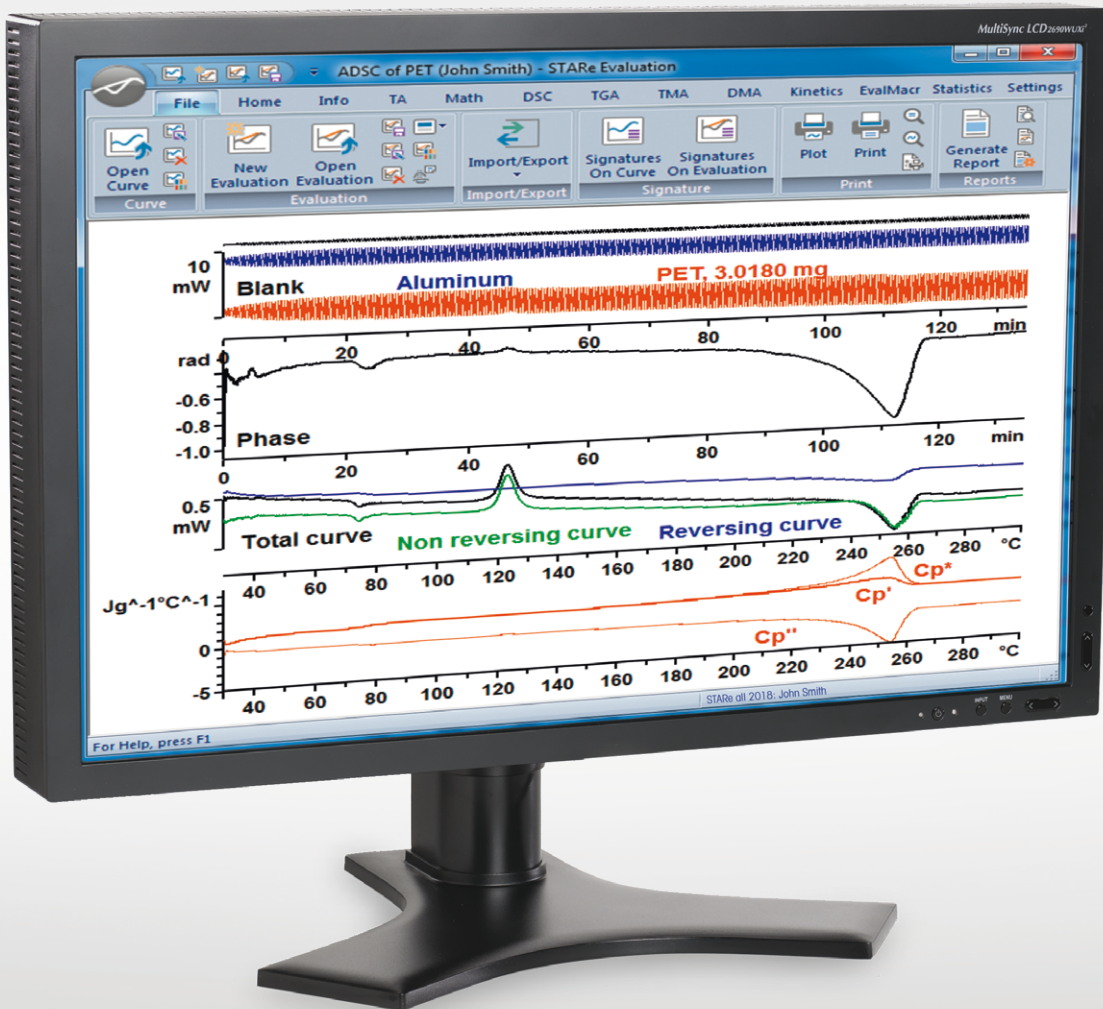 MultiSync LCD2690WUXi²
ADSC of PET (John Smith) - STARe Evaluation
File Home Info TA Math DSC TGA TMA DMA Kinetics EvalMacr Statistics Settings
Open Curve
New Evaluation
Open Evaluation
Import/Export
Signatures On Curve
Signatures On Evaluation
Plot
Print
Generate Report
Curve Evaluation Import/Export Signature Print Reports
10
mW
Blank Aluminum PET, 3.0180 mg
0 20 40 60 80 100 120 min
rad
-0.6
-0.8
-1.0
Phase
0 20 40 60 80 100 120 min
0.5
mW
Total curve Non reversing curve Reversing curve
40 60 80 100 120 140 160 180 200 220 240 260 280 °C
Jg^-1°C^-1
0
-5
Cp*
Cp'
Cp"
40 60 80 100 120 140 160 180 200 220 240 260 280 °C
STARe all 2018: John Smith
For Help, press F1
INPUT MENU